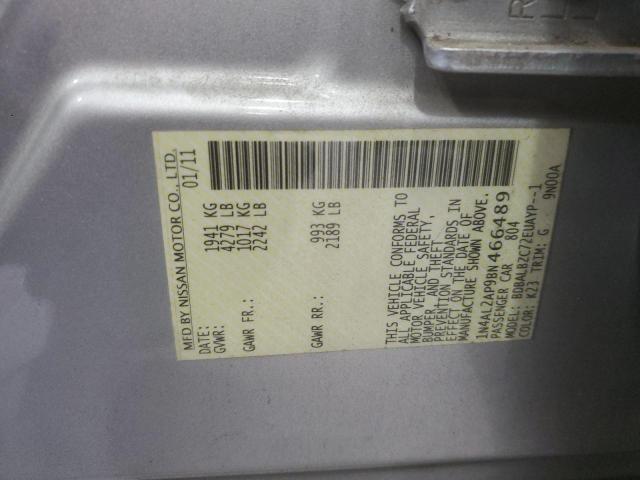 MFD BY NISSAN MOTOR CO., LTD.
DATE: 01/11
GVWR: 1941 KG
4279 LB
GAWR FR.: 1017 KG
2242 LB
GAWR RR.: 993 KG
2189 LB
THIS VEHICLE CONFORMS TO
ALL APPLICABLE FEDERAL
MOTOR VEHICLE SAFETY,
BUMPER, AND THEFT
PREVENTION STANDARDS IN
EFFECT ON THE DATE OF
MANUFACTURE SHOWN ABOVE.
1N4AL2AP9BN466489
PASSENGER CAR 804
MODEL: BDBALBZC72EUAYP--1
COLOR: K23 TRIM: G 9N00A